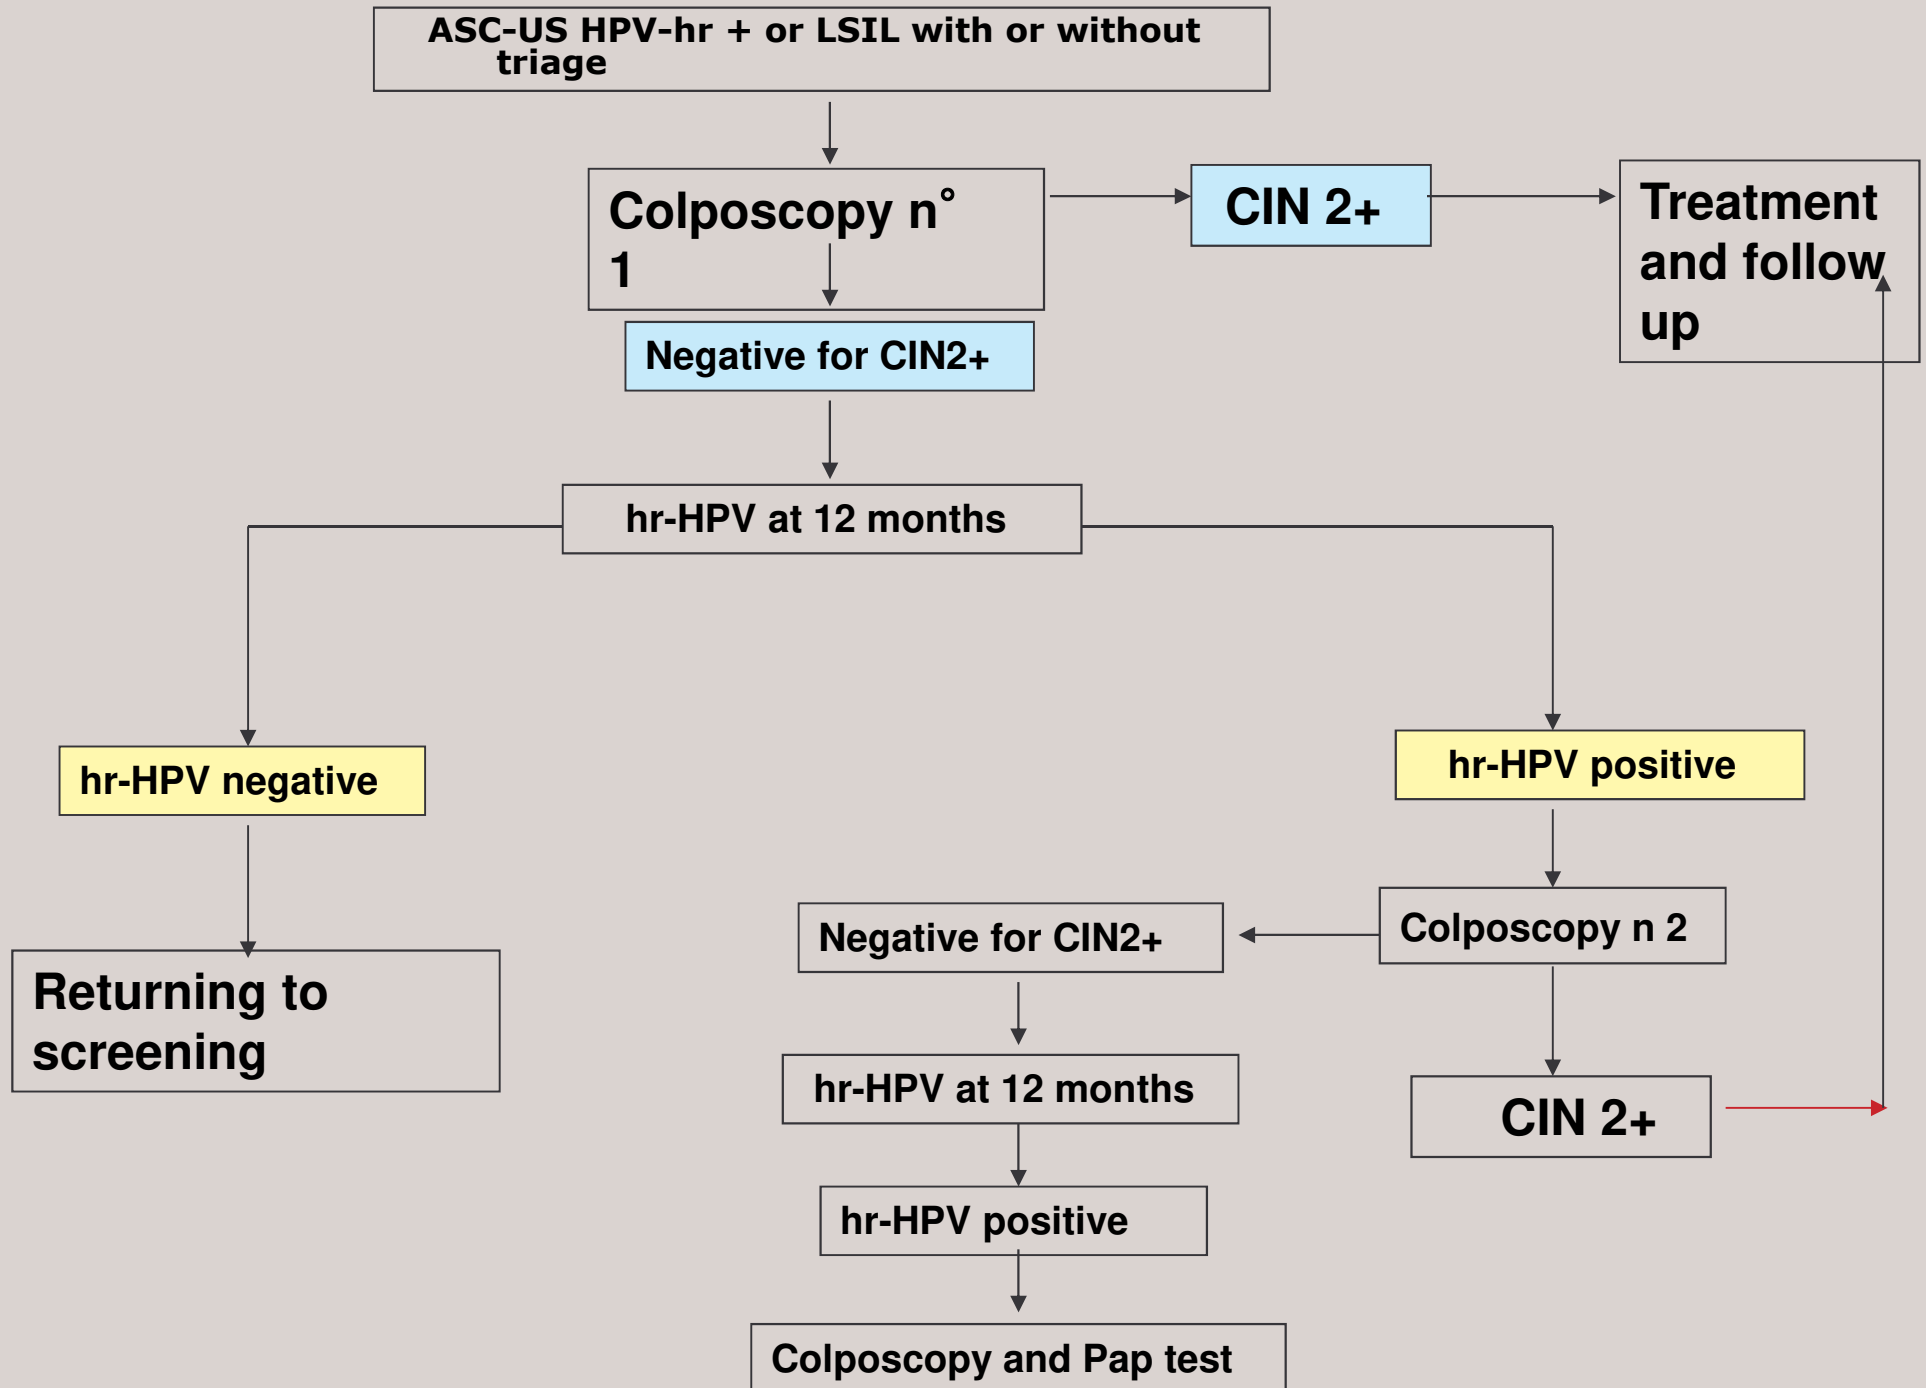 ASC-US HPV-hr + or LSIL with or without
triage
Colposcopy n°
1
CIN 2+
Treatment
and follow
up
Negative for CIN2+
hr-HPV at 12 months
hr-HPV negative
hr-HPV positive
Returning to
screening
Negative for CIN2+
Colposcopy n 2
hr-HPV at 12 months
CIN 2+
hr-HPV positive
Colposcopy and Pap test